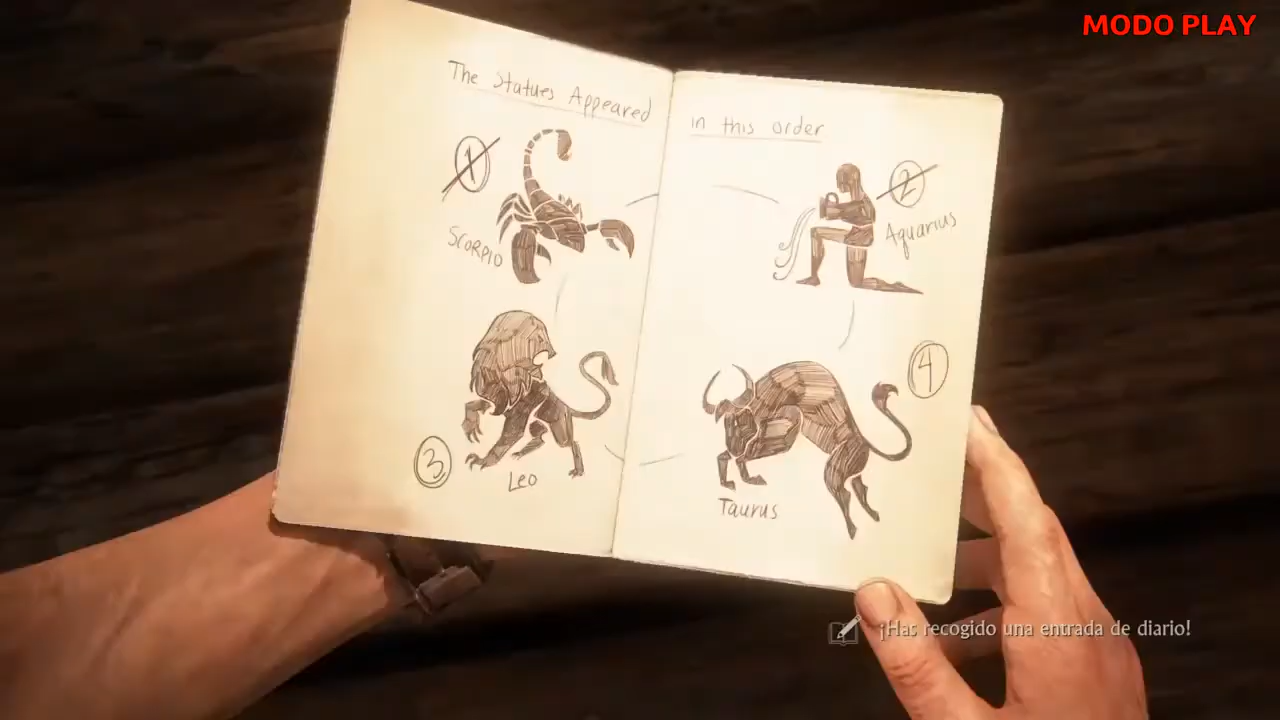 MODO PLAY
The Statues Appeared
in this order
1
2
SCORPIO
Aquarius
3
4
Leo
Taurus
¡Has recogido una entrada de diario!